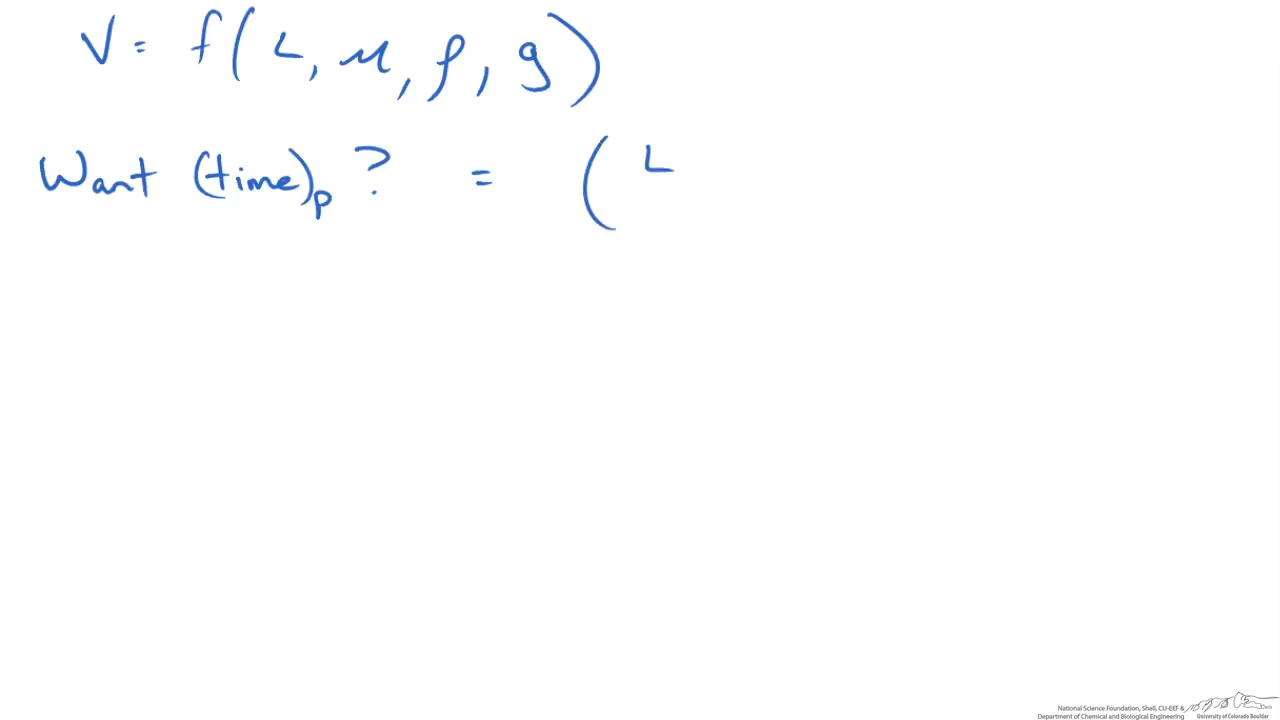 V = f(L, μ, ρ, g)
Want (time)p ? = ( L
National Science Foundation, Shell, CU-EEF &
Department of Chemical and Biological Engineering
University of Colorado Boulder